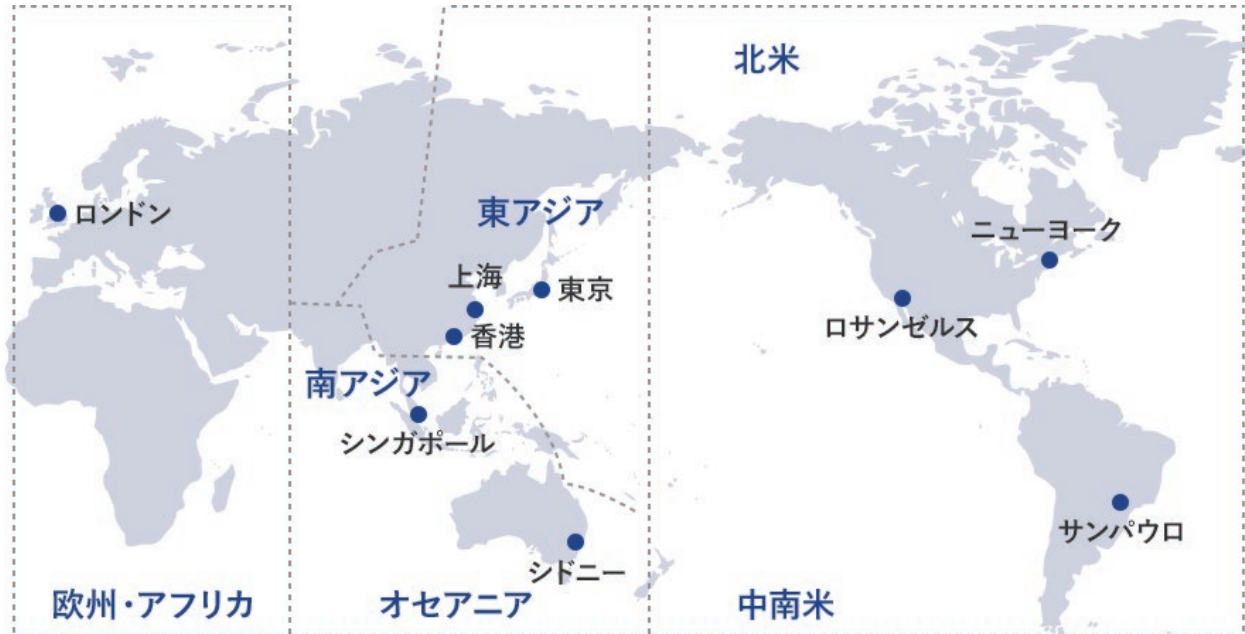 北米
ロンドン
東アジア
ニューヨーク
上海
東京
ロサンゼルス
香港
南アジア
シンガポール
サンパウロ
シドニー
欧州・アフリカ
オセアニア
中南米